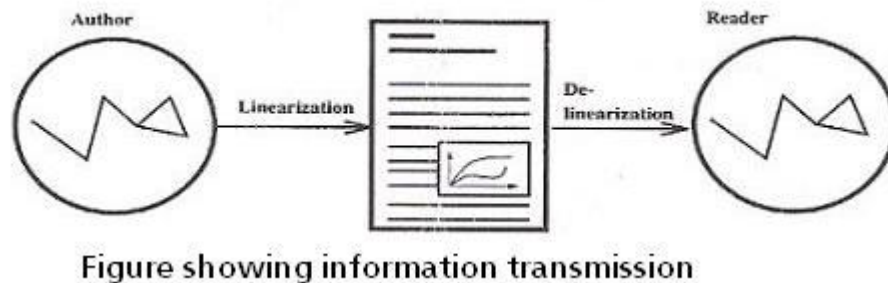 Author
Reader
Linearization
De-
linearization
Figure showing information transmission